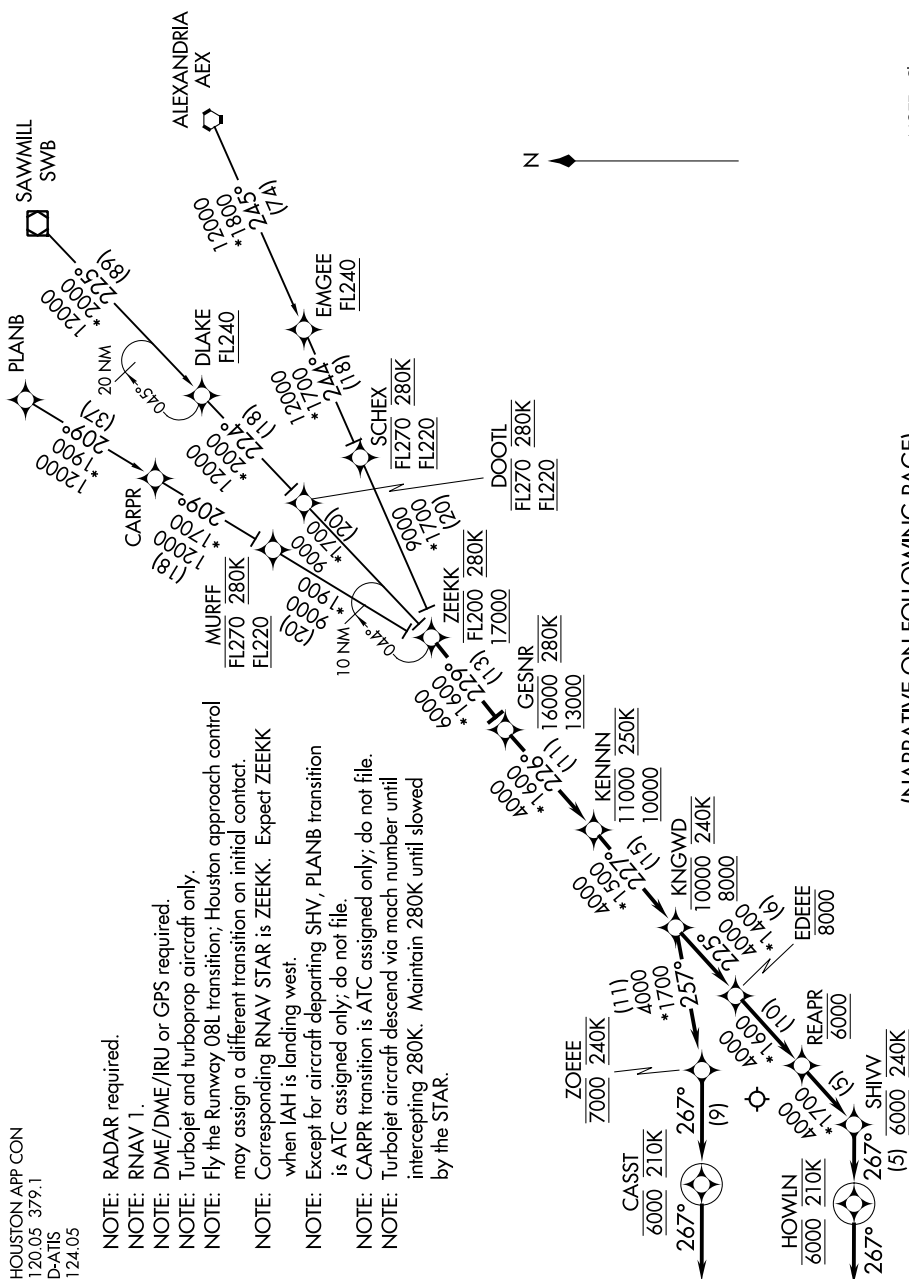 HOUSTON APP CON
120.05 379.1
D-ATIS
124.05
NOTE: RADAR required.
NOTE: RNAV 1.
NOTE: DME/DME/IRU or GPS required.
NOTE: Turbojet and turboprop aircraft only.
NOTE: Fly the Runway 08L transition; Houston approach control
may assign a different transition on initial contact.
NOTE: Corresponding RNAV STAR is ZEEKK. Expect ZEEKK
when IAH is landing west.
NOTE: Except for aircraft departing SHV, PLANB transition
is ATC assigned only; do not file.
NOTE: CARPR transition is ATC assigned only; do not file.
NOTE: Turbojet aircraft descend via mach number until
intercepting 280K. Maintain 280K until slowed
by the STAR.
PLANB
12000
*1900
209°
(37)
CARPR
(18)
12000
*1700
209°
MURFF
FL270 280K
FL220
(20)
9000
*1900
SAWMILL
SWB
12000
*2000
225°
(89)
20 NM
045°
DLAKE
FL240
12000
*2000
224°
(18)
DOOTL
FL270 280K
FL220
9000
*1700
(20)
ALEXANDRIA
AEX
12000
*1800
245°
(74)
EMGEE
FL240
12000
*1700
244°
(18)
SCHEX
FL270 280K
FL220
9000
*1700
(20)
10 NM
044°
ZEEKK
FL200 280K
17000
6000
*1600
229°
(13)
GESNR
16000 280K
13000
4000
*1600
226°
(11)
KENNN
11000 250K
10000
4000
*1500
227°
(15)
KNGWD
10000 240K
8000
(11)
4000
*1700
257°
ZOEEE
7000 240K
267°
(9)
CASST
6000 210K
267°
225°
4000
*1400
(6)
EDEEE
8000
4000
*1600
(10)
REAPR
6000
4000
*1700
(5)
SHIVV
6000 240K
267°
(5)
HOWLN
6000 210K
267°
N